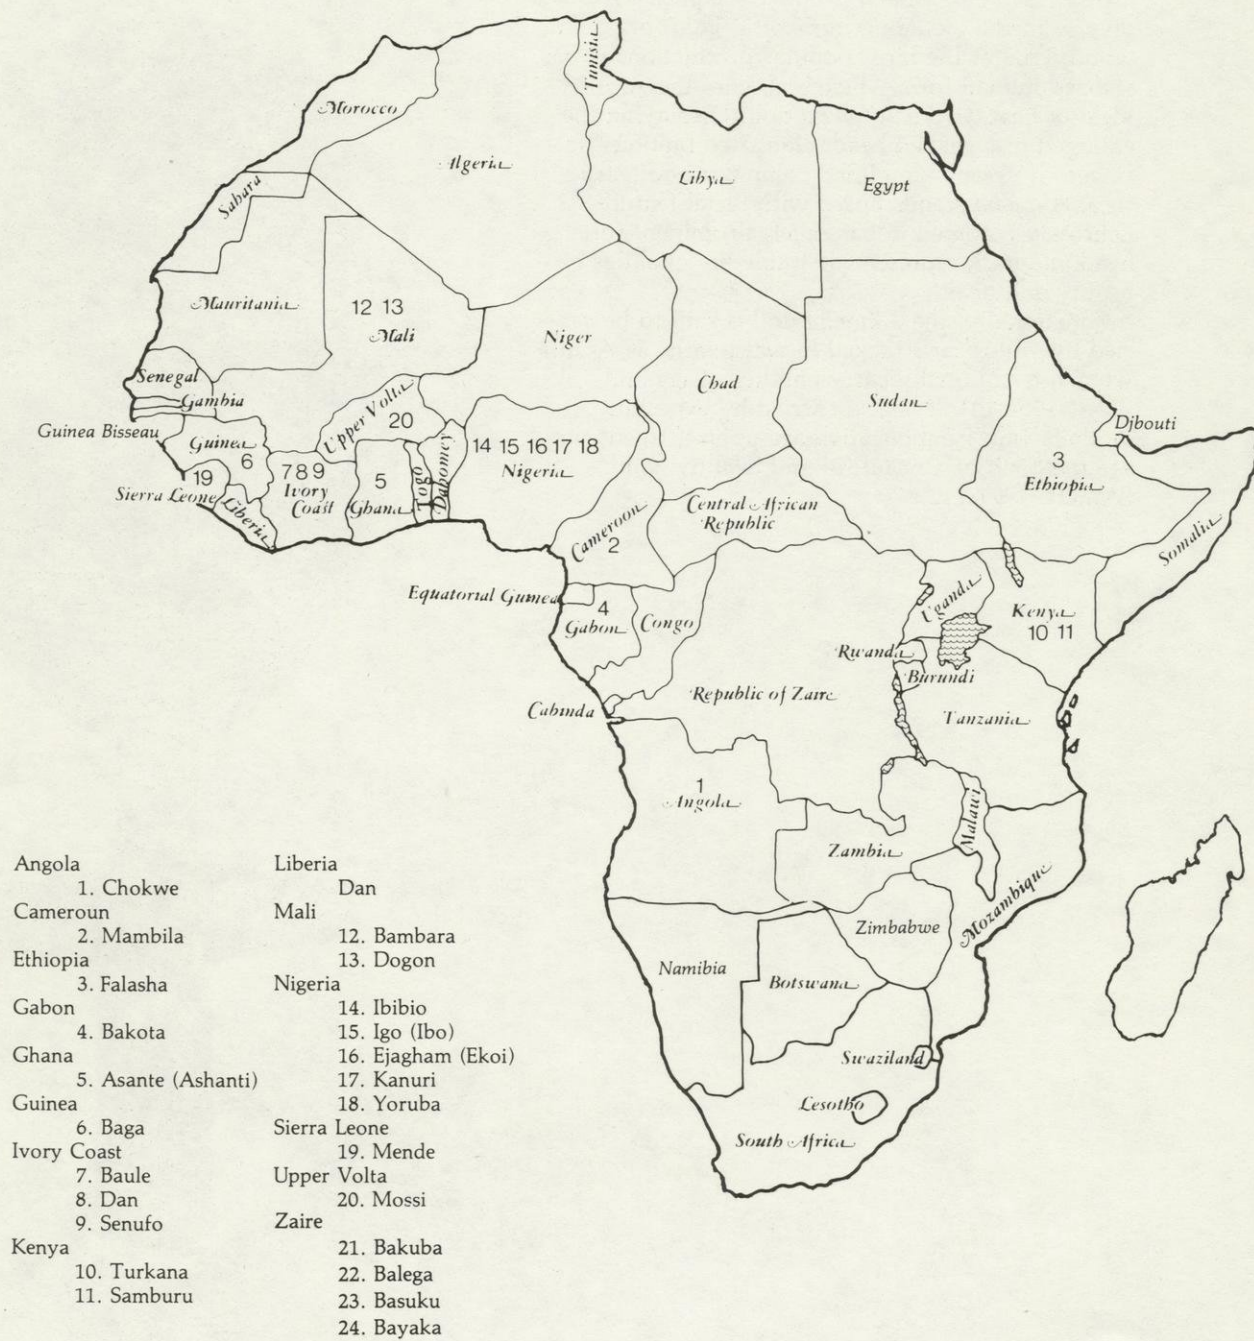 Tunisia
Morocco
Algeria
Libya
Egypt
Sahara
Mauritania
12 13
Mali
Niger
Chad
Sudan
Senegal
Gambia
Guinea Bisseau
Guinea
6
Upper Volta
20
Djbouti
19
Sierra Leone
Liberia
7 8 9
Ivory
Coast
5
Ghana
Togo
Dahomey
14 15 16 17 18
Nigeria
3
Ethiopia
Somalia
Central African
Republic
Cameroon
2
Equatorial Guinea
4
Gabon
Congo
Uganda
Kenya
10 11
Rwanda
Burundi
Republic of Zaire
Cabinda
Tanzania
1
Angola
Malawi
Zambia
Mozambique
Zimbabwe
Namibia
Botswana
Swaziland
Lesotho
South Africa
Angola
1. Chokwe
Cameroun
2. Mambila
Ethiopia
3. Falasha
Gabon
4. Bakota
Ghana
5. Asante (Ashanti)
Guinea
6. Baga
Ivory Coast
7. Baule
8. Dan
9. Senufo
Kenya
10. Turkana
11. Samburu
Liberia
Dan
Mali
12. Bambara
13. Dogon
Nigeria
14. Ibibio
15. Igo (Ibo)
16. Ejagham (Ekoi)
17. Kanuri
18. Yoruba
Sierra Leone
19. Mende
Upper Volta
20. Mossi
Zaire
21. Bakuba
22. Balega
23. Basuku
24. Bayaka